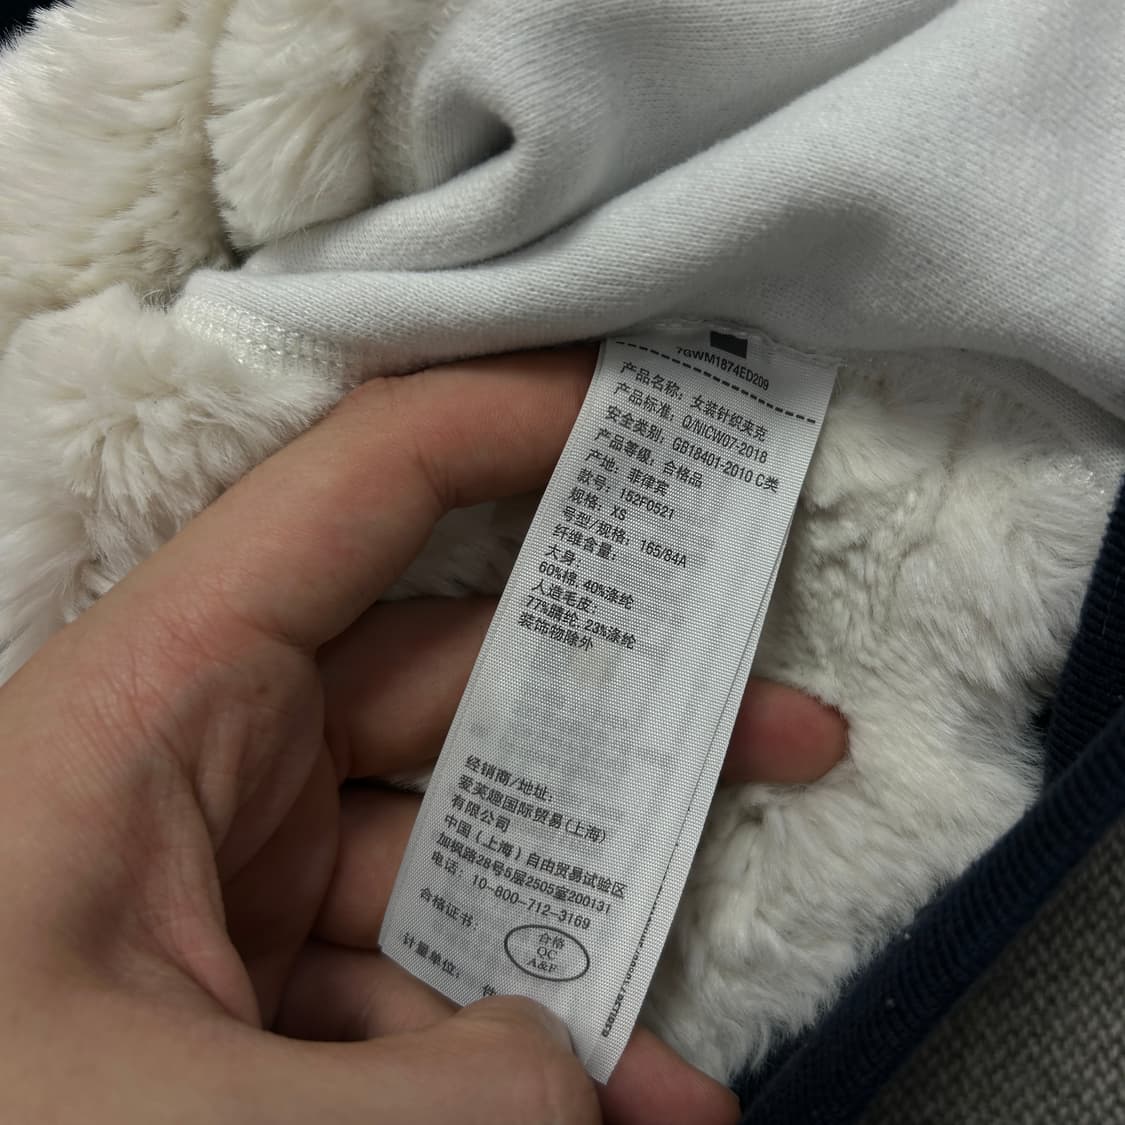 7GWM1874ED209
产品名称: 女装针织夹克
产品标准: Q/NICW07-2018
安全类别: GB18401-2010 C类
产品等级: 合格品
产地: 菲律宾
款号: 152F0521
规格: XS
号型/规格: 165/84A
纤维含量:
大身:
60%棉 40%涤纶
人造毛皮:
77%腈纶 23%涤纶
装饰物除外
经销商/地址:
爱芙趣国际贸易(上海)
有限公司
中国(上海)自由贸易试验区
加枫路28号5层2505室200131
电话: 10-800-712-3169
合格证书:
合格
QC
A&F
计量单位:
件